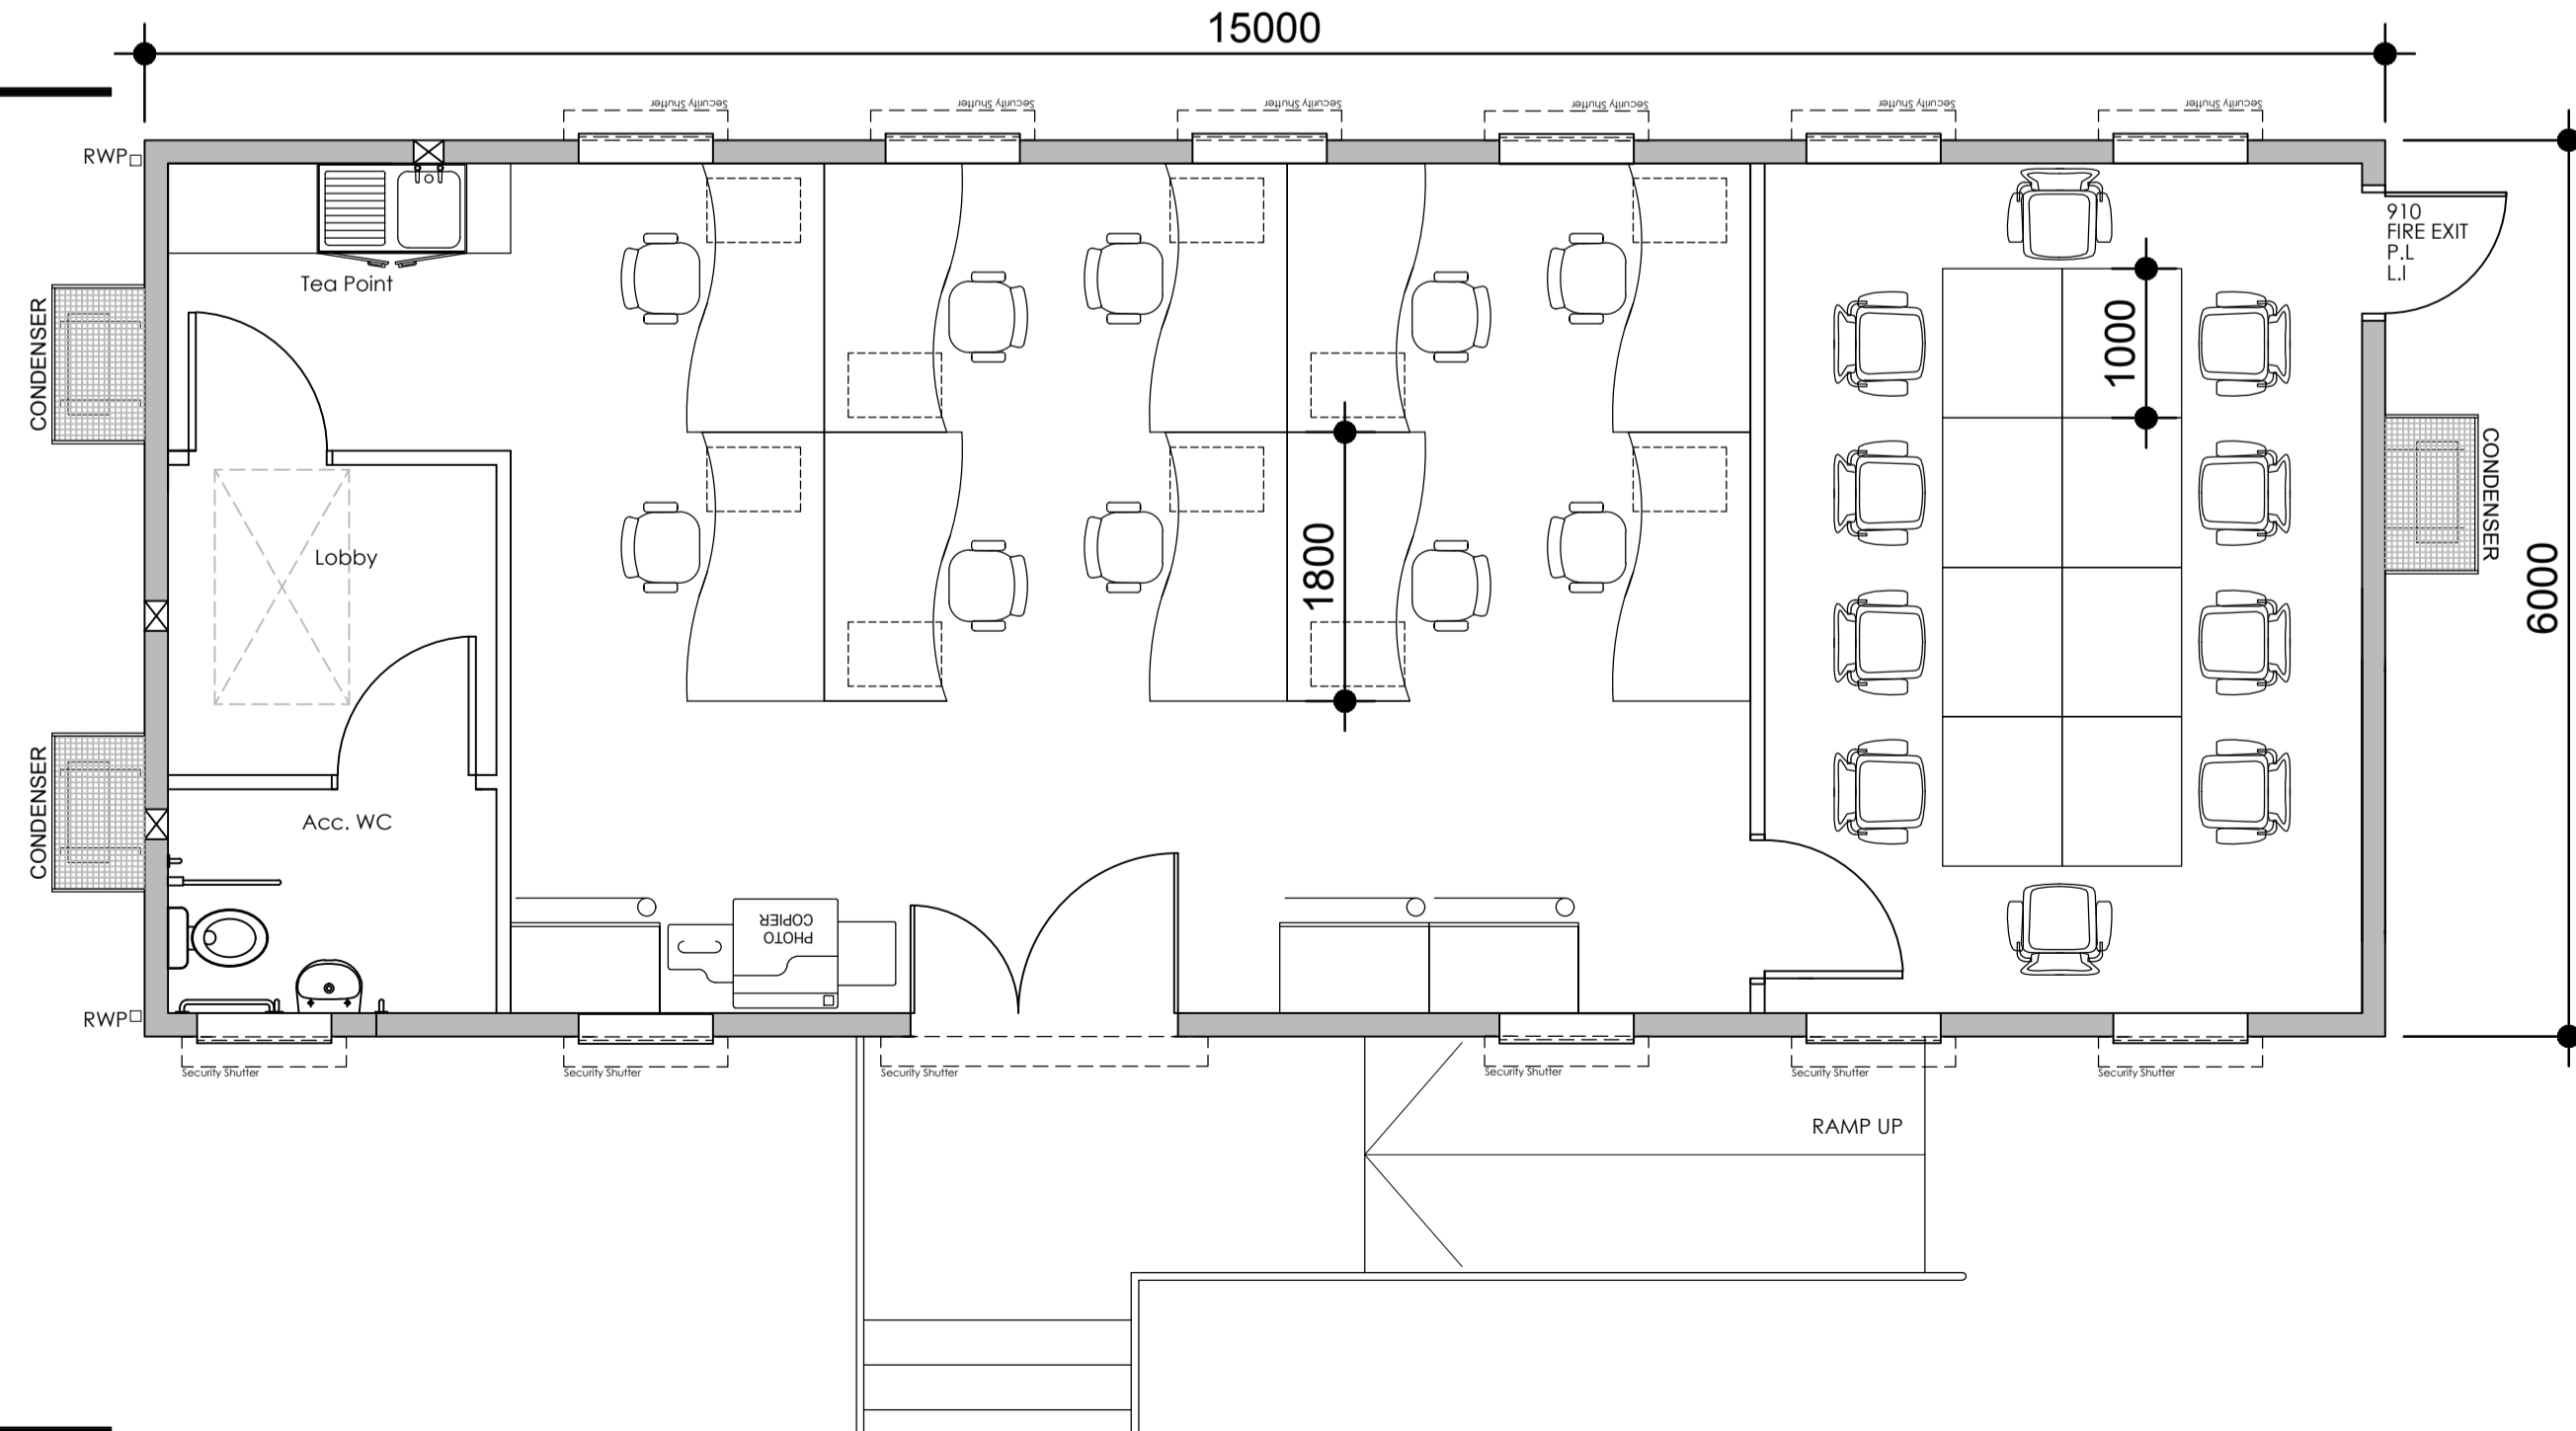 15000
Security Shutter
Security Shutter
Security Shutter
Security Shutter
Security Shutter
Security Shutter
RWP
910
FIRE EXIT
P.L
L.I
Tea Point
CONDENSER
1000
CONDENSER
Lobby
1800
6000
CONDENSER
Acc. WC
PHOTO
COPIER
RWP
Security Shutter
Security Shutter
Security Shutter
Security Shutter
Security Shutter
Security Shutter
RAMP UP